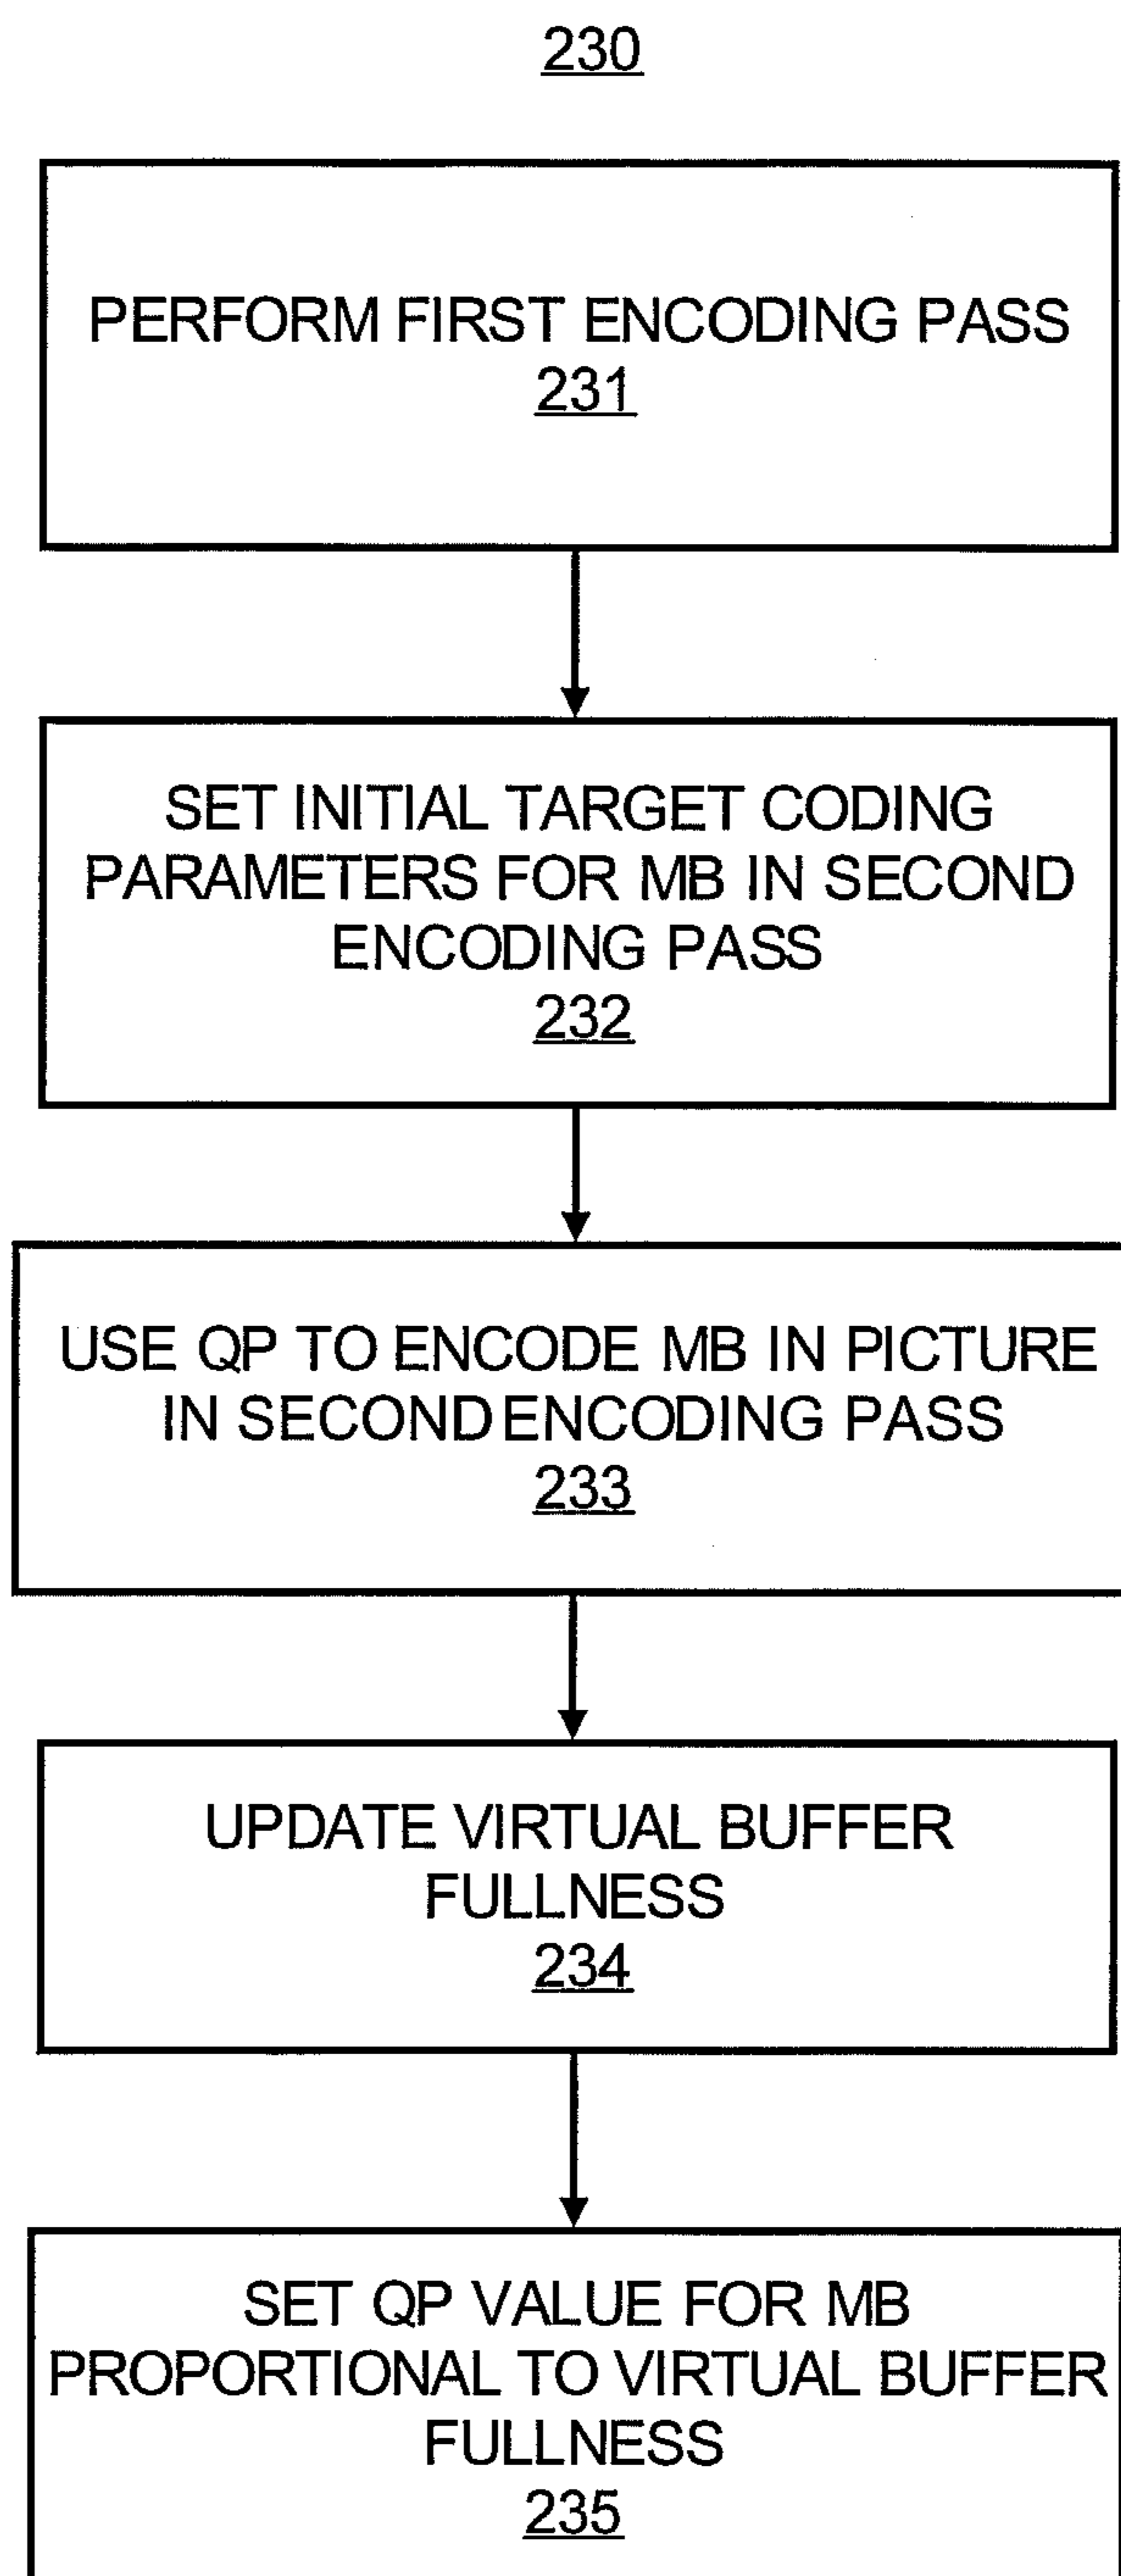 230
PERFORM FIRST ENCODING PASS
231
SET INITIAL TARGET CODING
PARAMETERS FOR MB IN SECOND
ENCODING PASS
232
USE QP TO ENCODE MB IN PICTURE
IN SECOND ENCODING PASS
233
UPDATE VIRTUAL BUFFER
FULLNESS
234
SET QP VALUE FOR MB
PROPORTIONAL TO VIRTUAL BUFFER
FULLNESS
235